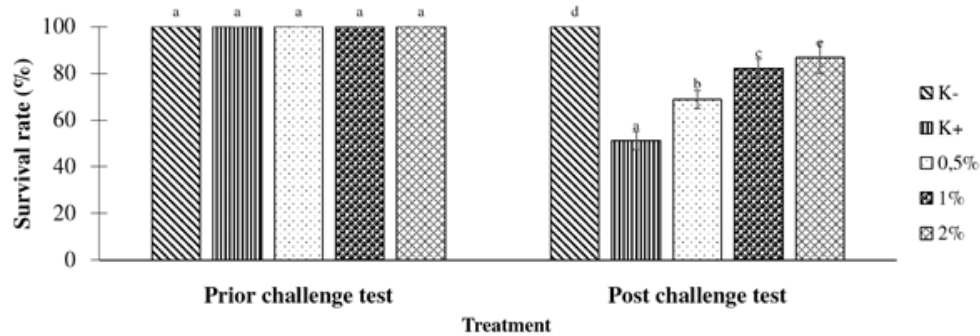 a a a a a d
100
80
60
40
20
0
Survival rate (%)
a
b
c
e
Prior challenge test Post challenge test
Treatment
K-
K+
0,5%
1%
2%